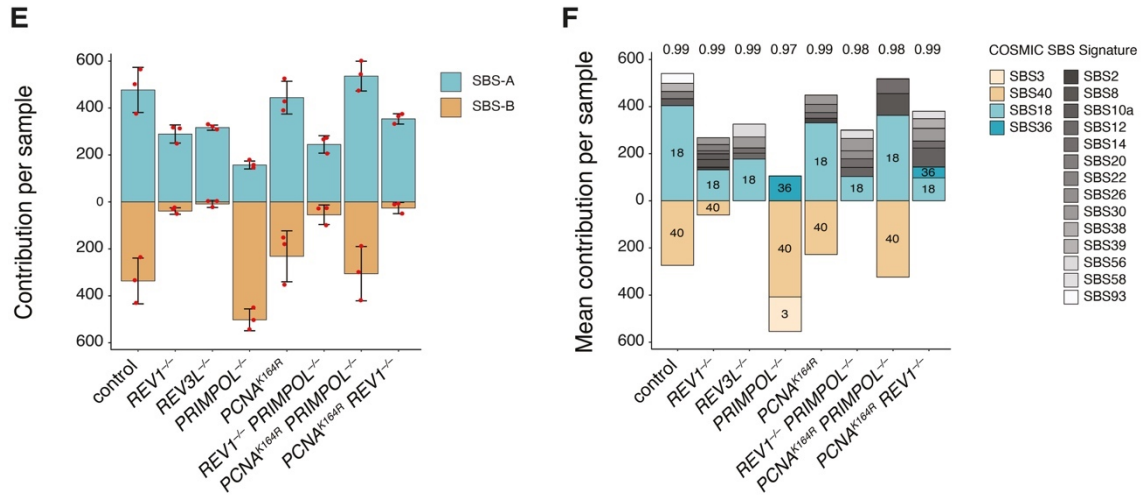 E
Contribution per sample
600
400
200
0
200
400
600
SBS-A
SBS-B
control
REV1⁻/⁻
REV3L⁻/⁻
PRIMPOL⁻/⁻
PCNAᴷ¹⁶⁴ᴿ
REV1⁻/⁻ PRIMPOL⁻/⁻
PCNAᴷ¹⁶⁴ᴿ PRIMPOL⁻/⁻
PCNAᴷ¹⁶⁴ᴿ REV1⁻/⁻
F
Mean contribution per sample
0.99 0.99 0.99 0.97 0.99 0.98 0.98 0.99
600
400
200
0
200
400
600
18 18 18 36 18 18 18 36 18
40 40 40 40 40
3
control
REV1⁻/⁻
REV3L⁻/⁻
PRIMPOL⁻/⁻
PCNAᴷ¹⁶⁴ᴿ
REV1⁻/⁻ PRIMPOL⁻/⁻
PCNAᴷ¹⁶⁴ᴿ PRIMPOL⁻/⁻
PCNAᴷ¹⁶⁴ᴿ REV1⁻/⁻
COSMIC SBS Signature
SBS3
SBS40
SBS18
SBS36
SBS2
SBS8
SBS10a
SBS12
SBS14
SBS20
SBS22
SBS26
SBS30
SBS38
SBS39
SBS56
SBS58
SBS93